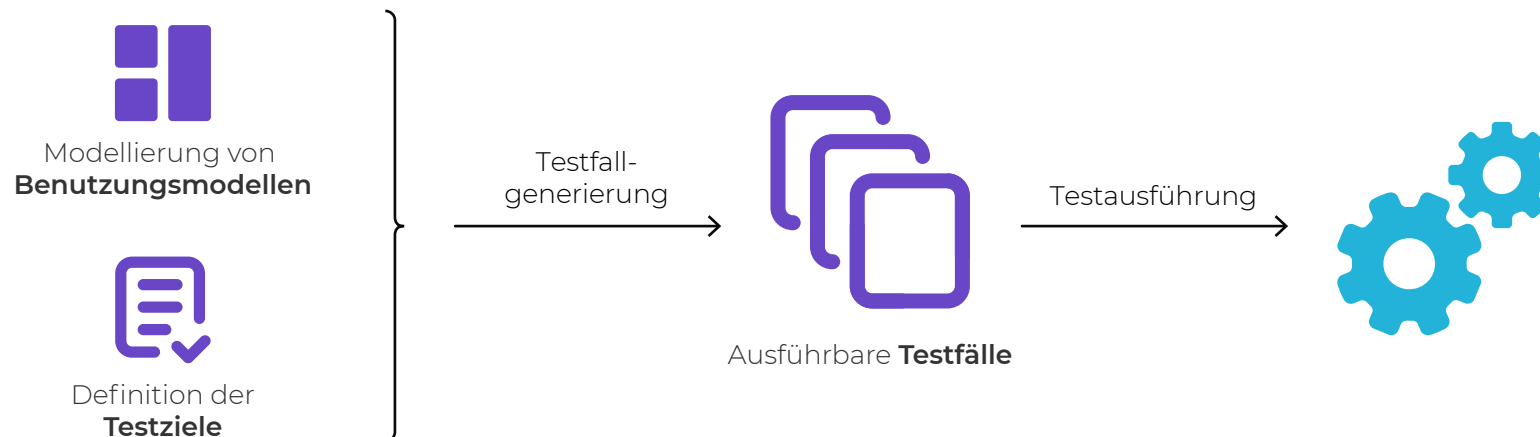 Modellierung von
Benutzungsmodellen
Definition der
Testziele
Testfall-
generierung
Ausführbare Testfälle
Testausführung